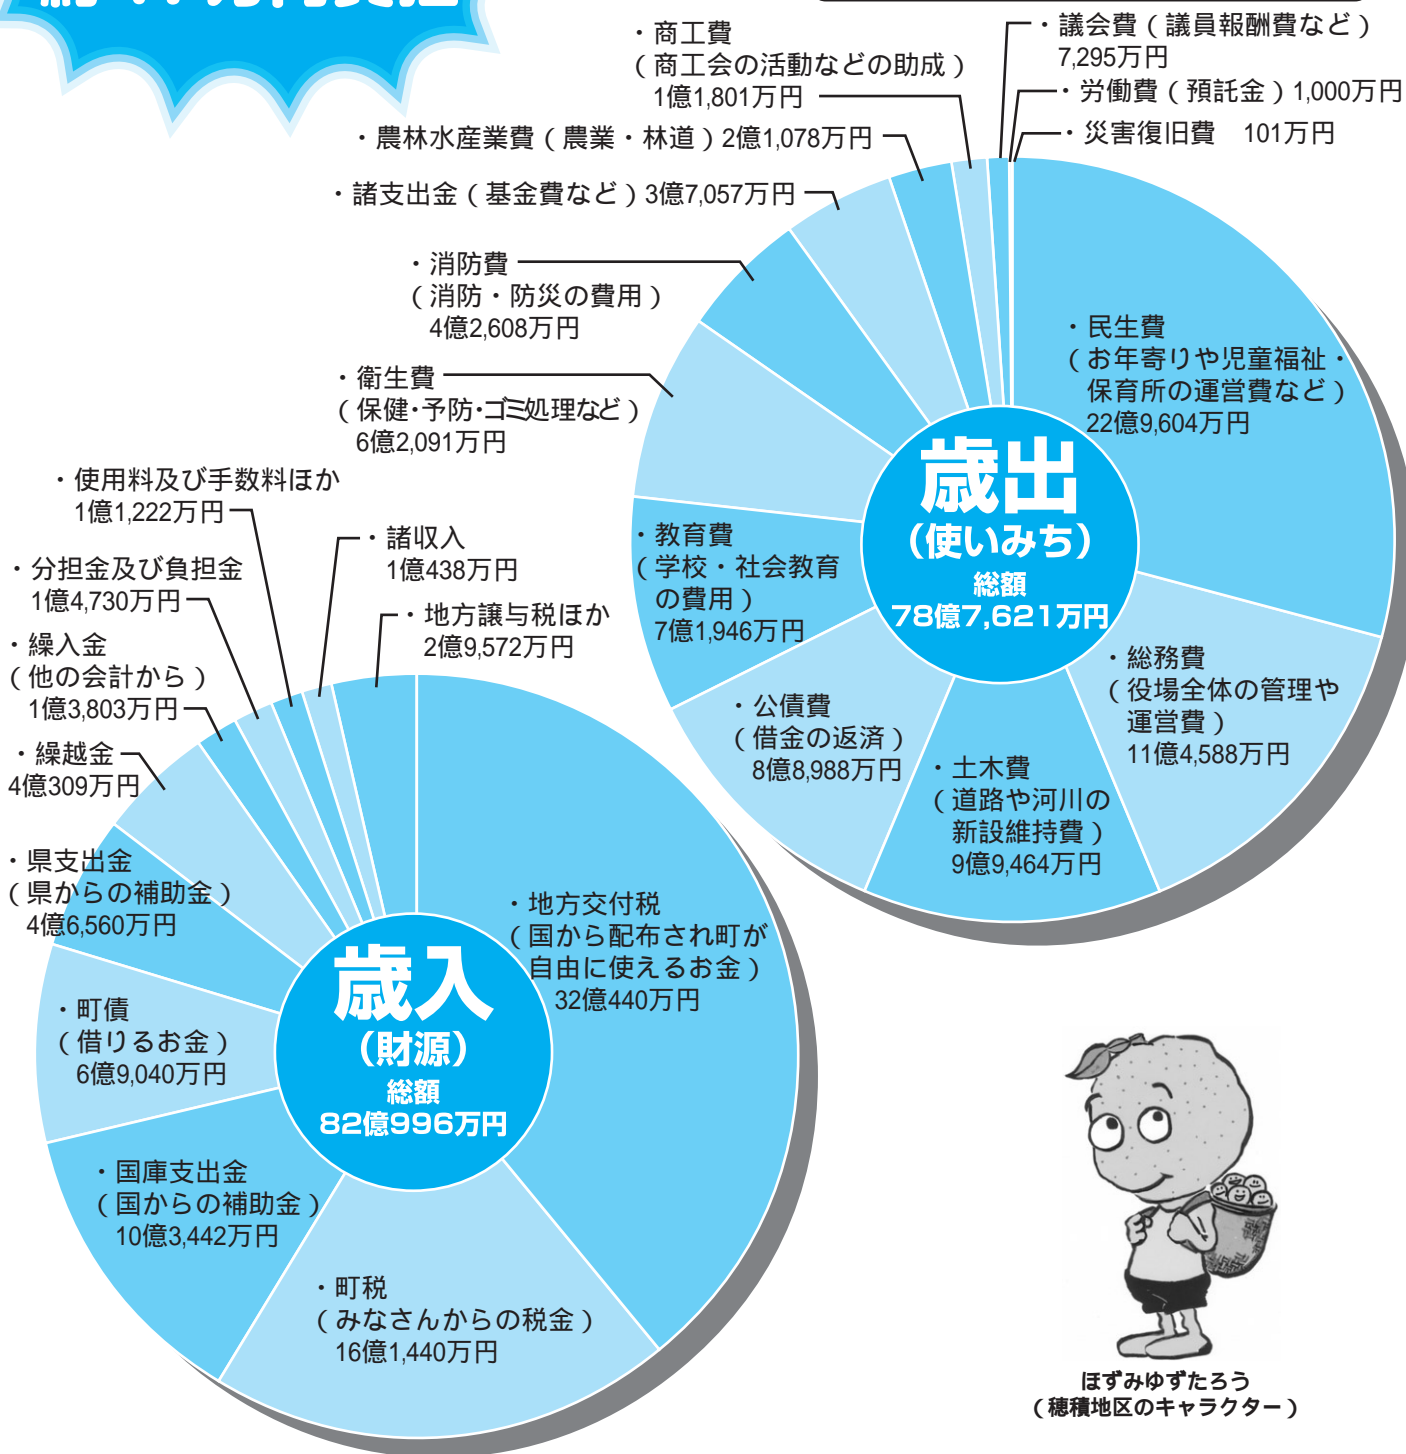 ・商工費
（商工会の活動などの助成）
1億1,801万円
・議会費（議員報酬費など）
7,295万円
・労働費（預託金）1,000万円
・災害復旧費　101万円
・農林水産業費（農業・林道）2億1,078万円
・諸支出金（基金費など）3億7,057万円
・消防費
（消防・防災の費用）
4億2,608万円
・衛生費
（保健・予防・ゴミ処理など）
6億2,091万円
・教育費
（学校・社会教育
の費用）
7億1,946万円
・公債費
（借金の返済）
8億8,988万円
・土木費
（道路や河川の
新設維持費）
9億9,464万円
・総務費
（役場全体の管理や
運営費）
11億4,588万円
・民生費
（お年寄りや児童福祉・
保育所の運営費など）
22億9,604万円
歳出
（使いみち）
総額
78億7,621万円
・使用料及び手数料ほか
1億1,222万円
・諸収入
1億438万円
・分担金及び負担金
1億4,730万円
・地方譲与税ほか
2億9,572万円
・繰入金
（他の会計から）
1億3,803万円
・繰越金
4億309万円
・県支出金
（県からの補助金）
4億6,560万円
・町債
（借りるお金）
6億9,040万円
・国庫支出金
（国からの補助金）
10億3,442万円
・町税
（みなさんからの税金）
16億1,440万円
・地方交付税
（国から配布され町が
自由に使えるお金）
32億440万円
歳入
（財源）
総額
82億996万円
ほずみゆずたろう
（穂積地区のキャラクター）